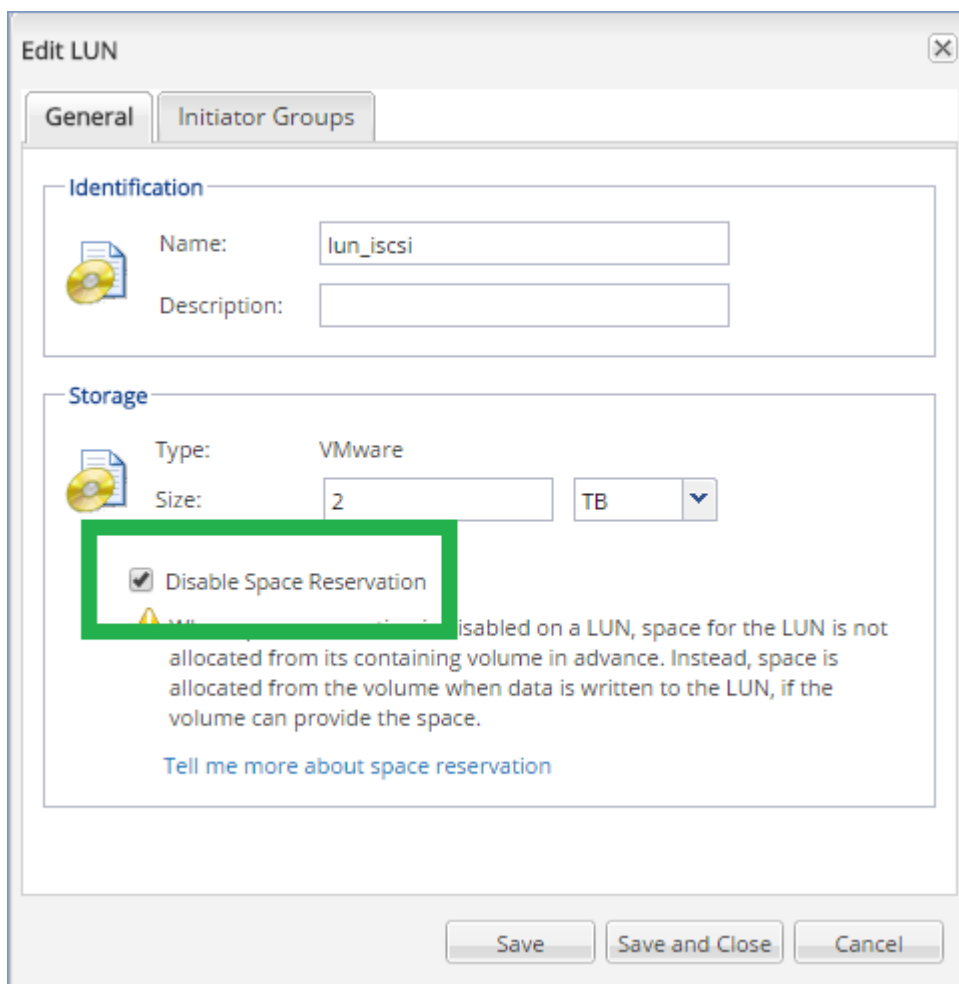 Edit LUN
General
Initiator Groups
Identification
Name:
lun_iscsi
Description:
Storage
Type:
VMware
Size:
2
TB
Disable Space Reservation
isabled on a LUN, space for the LUN is not
allocated from its containing volume in advance. Instead, space is
allocated from the volume when data is written to the LUN, if the
volume can provide the space.
Tell me more about space reservation
Save
Save and Close
Cancel